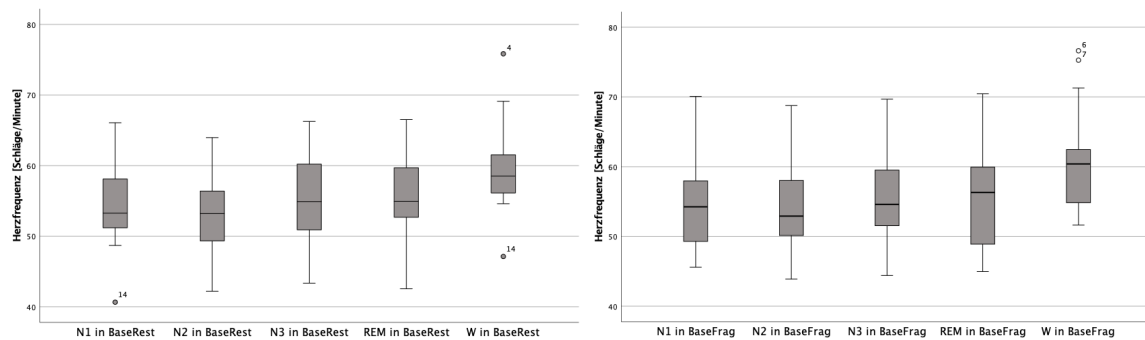 Herzfrequenz [Schläge/Minute]
80
70
60
50
40
4
14
14
N1 in BaseRest
N2 in BaseRest
N3 in BaseRest
REM in BaseRest
W in BaseRest
Herzfrequenz [Schläge/Minute]
80
70
60
50
40
6
7
N1 in BaseFrag
N2 in BaseFrag
N3 in BaseFrag
REM in BaseFrag
W in BaseFrag